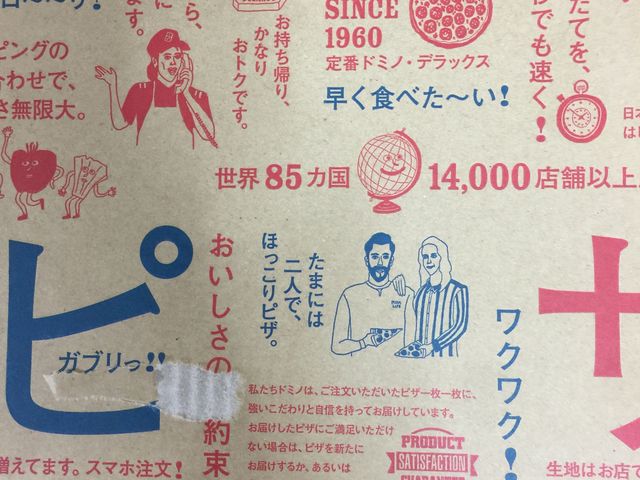 ら、
に
す。
ピングの
合わせで、
さ無限大。
お持ち帰り、
かなり
おトクです。
SINCE
1960
定番ドミノ・デラックス
早く食べた〜い!
たてを、
でも速く!
日本
はピ
世界85カ国
14,000店舗以上
ピ
ガブリっ!!
おいしさの
約束
たまには
二人で、
ほっこりピザ。
ワクワク!
私たちドミノは、ご注文いただいたピザ一枚一枚に、
強いこだわりと自信を持ってお届けしています。
お届けしたピザにご満足いただけ
ない場合は、ピザを新たに
お届けするか、あるいは
PRODUCT
SATISFACTION
GUARANTEE
増えてます。スマホ注文!
生地はお店で